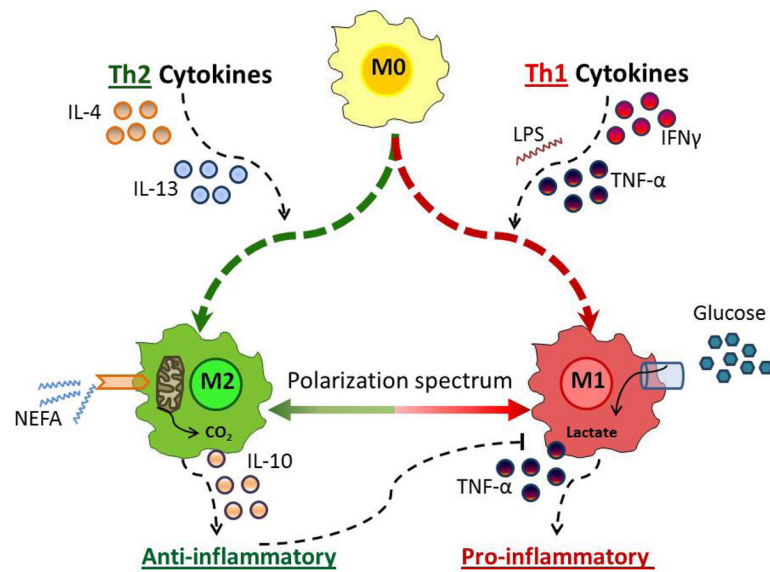 M0
Th2 Cytokines
Th1 Cytokines
IL-4
IFNγ
LPS
IL-13
TNF-α
Glucose
M2
Polarization spectrum
M1
NEFA
CO₂
Lactate
IL-10
TNF-α
Anti-inflammatory
Pro-inflammatory